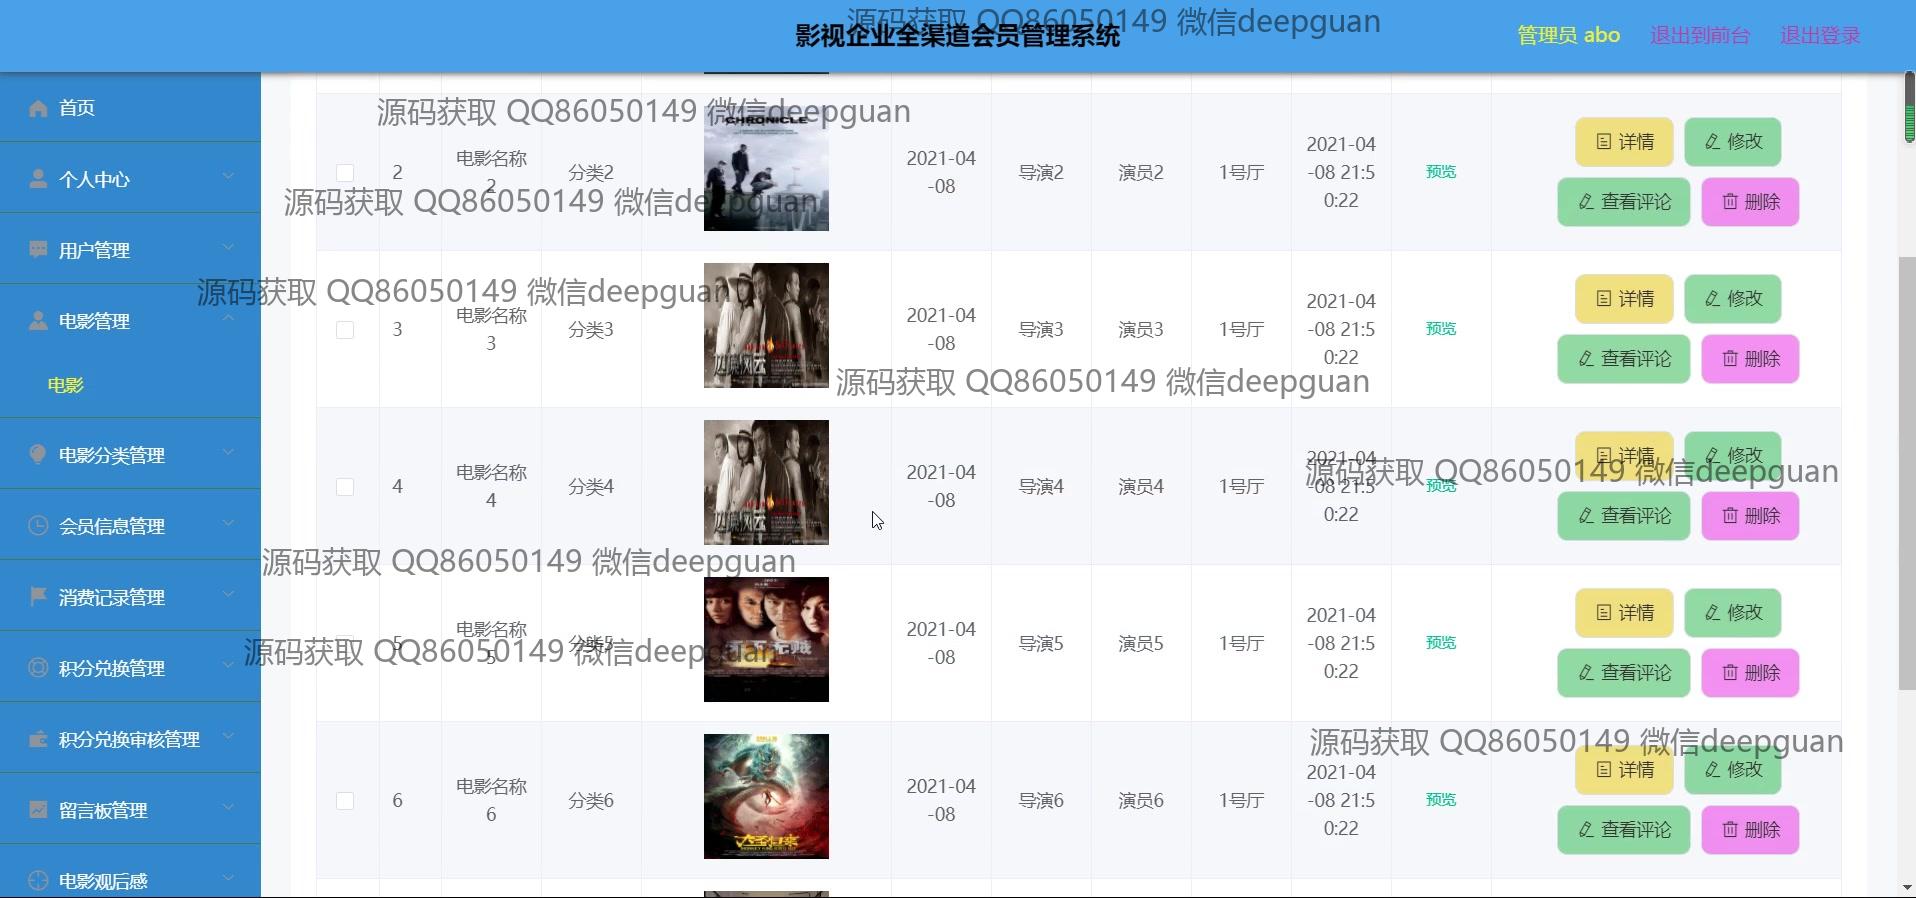 影视企业全渠道会员管理系统
源码获取 QQ86050149 微信deepguan
管理员 abo
退出到前台
退出登录
首页
个人中心
用户管理
电影管理
电影
电影分类管理
会员信息管理
消费记录管理
积分兑换管理
积分兑换审核管理
留言板管理
电影观后感
源码获取 QQ86050149 微信deepguan
CHRONICLE
2
电影名称
2
分类2
2021-04
-08
导演2
演员2
1号厅
2021-04
-08 21:5
0:22
预览
详情
修改
查看评论
删除
源码获取 QQ86050149 微信deepguan
源码获取 QQ86050149 微信deepguan
3
电影名称
3
分类3
2021-04
-08
导演3
演员3
1号厅
2021-04
-08 21:5
0:22
预览
详情
修改
查看评论
删除
源码获取 QQ86050149 微信deepguan
4
电影名称
4
分类4
2021-04
-08
导演4
演员4
1号厅
2021-04
-08 21:5
0:22
预览
详情
修改
查看评论
删除
源码获取 QQ86050149 微信deepguan
源码获取 QQ86050149 微信deepguan
5
电影名称
5
分类5
天下无贼
2021-04
-08
导演5
演员5
1号厅
2021-04
-08 21:5
0:22
预览
详情
修改
查看评论
删除
源码获取 QQ86050149 微信deepguan
源码获取 QQ86050149 微信deepguan
6
电影名称
6
分类6
大圣归来
2021-04
-08
导演6
演员6
1号厅
2021-04
-08 21:5
0:22
预览
详情
修改
查看评论
删除